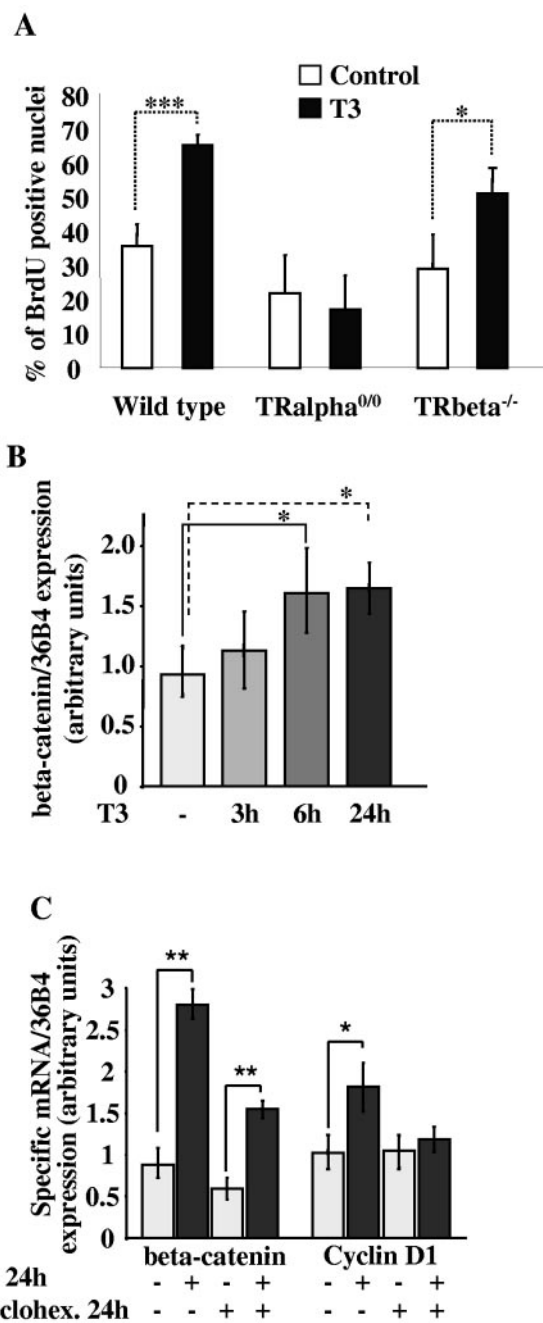 A
Control
T3
% of BrdU positive nuclei
80
70
60
50
40
30
20
10
0
***
*
Wild type TRalpha0/0 TRbeta-/-
B
beta-catenin/36B4 expression
(arbitrary units)
2.0
1.5
1.0
0.5
0
*
*
T3 - 3h 6h 24h
C
Specific mRNA/36B4
expression (arbitrary units)
3
2.5
2
1.5
1
0.5
0
**
**
*
beta-catenin Cyclin D1
24h - + - + - + - +
clohex. 24h - - + + - - + +